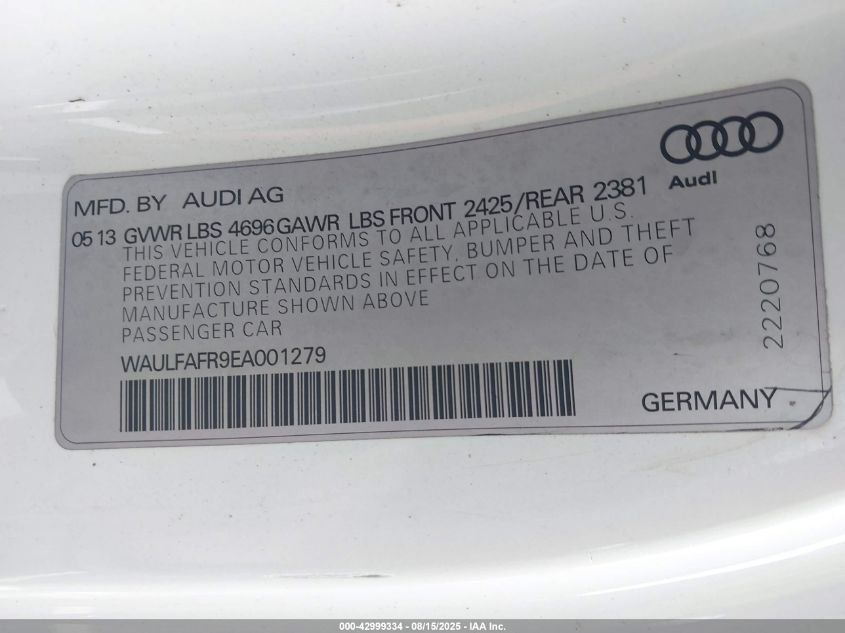 Audi
MFD. BY AUDI AG
05 13 GVWR LBS 4696 GAWR LBS FRONT 2425/REAR 2381
THIS VEHICLE CONFORMS TO ALL APPLICABLE U.S.
FEDERAL MOTOR VEHICLE SAFETY, BUMPER AND THEFT
PREVENTION STANDARDS IN EFFECT ON THE DATE OF
MANUFACTURE SHOWN ABOVE
PASSENGER CAR
WAULFAFR9EA001279
GERMANY
2220768
000-42999334 - 08/15/2025 - IAA Inc.